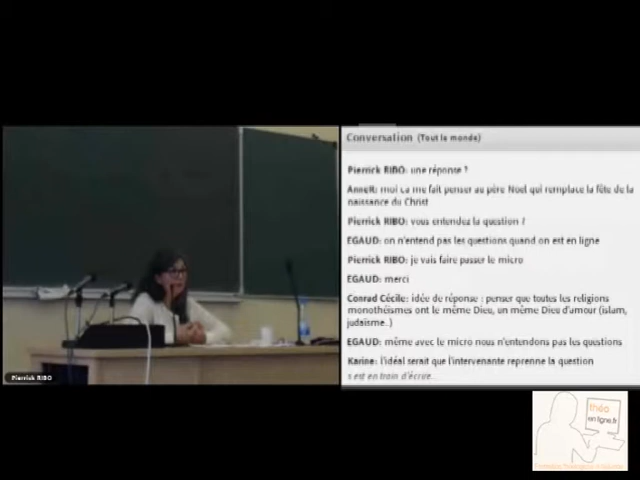 Conversation (Tout le monde)
Pierrick RIBO: une réponse ?
AnneR: moi ca me fait penser au père Noel qui remplace la fête de la
naissance du Christ
Pierrick RIBO: vous entendez la question ?
EGAUD: on n'entend pas les questions quand on est en ligne
Pierrick RIBO: je vais faire passer le micro
EGAUD: merci
Conrad Cécile: idée de réponse : penser que toutes les religions
monothéismes ont le même Dieu, un même Dieu d'amour (islam,
judaïsme..)
EGAUD: même avec le micro nous n'entendons pas les questions
Karine: l'idéal serait que l'intervenante reprenne la question
s est en train d'écrire.
Pierrick RIBO
théo
en ligne.fr